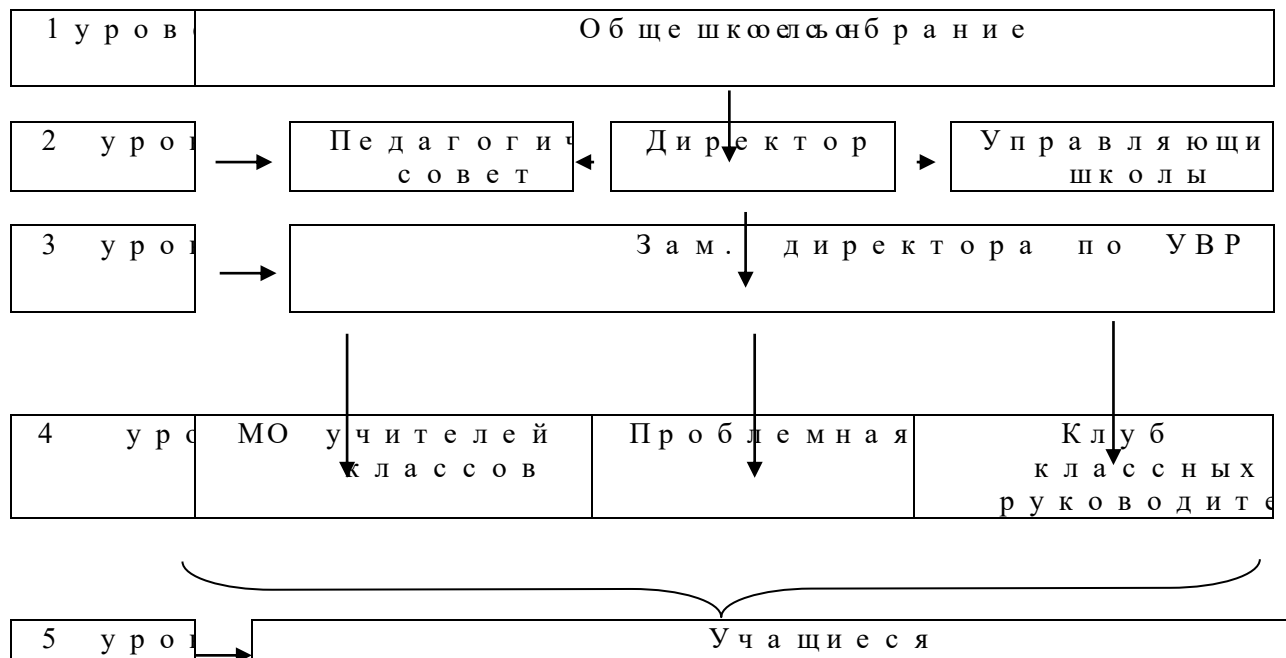 1 уров
Общешкольное собрание
2 уро
Педагогич
совет
Директор
Управляющи
школы
3 уро
Зам. директора по УВР
4 уро
МО учителей
классов
Проблемная
Клуб
классных
руководите
5 уро
Учащиеся